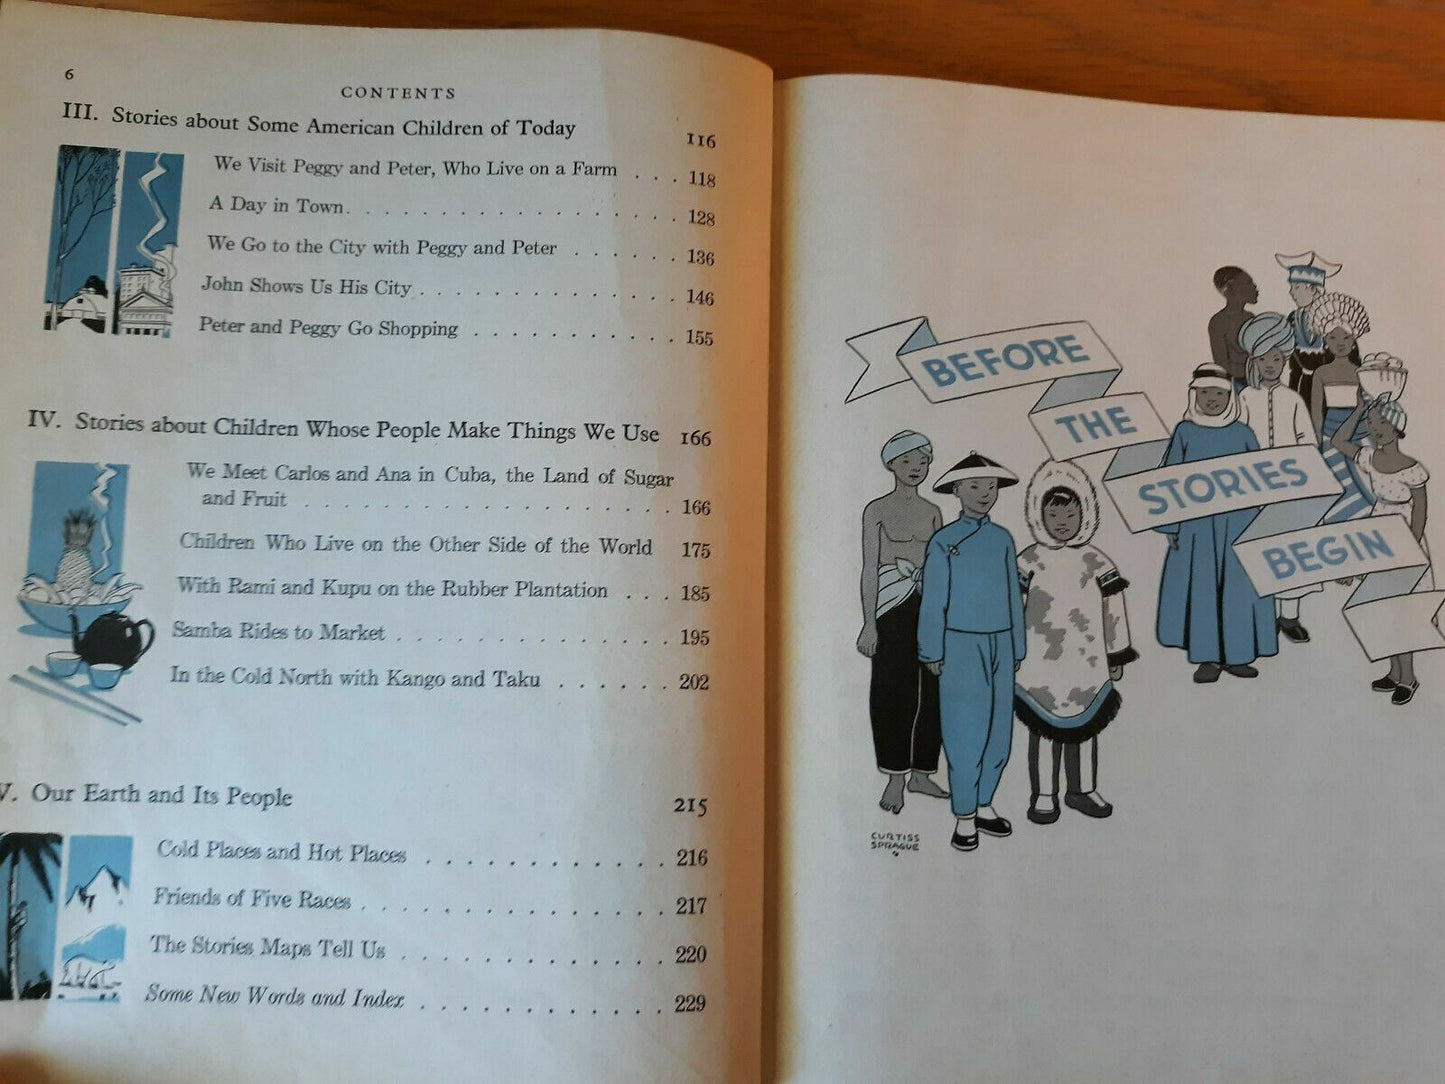 6
CONTENTS
III. Stories about Some American Children of Today 116
We Visit Peggy and Peter, Who Live on a Farm . . . 118
A Day in Town. . . . . . . . . . . . . . . . . . 128
We Go to the City with Peggy and Peter . . . . . . 136
John Shows Us His City . . . . . . . . . . . . . . 146
Peter and Peggy Go Shopping . . . . . . . . . . . 155
IV. Stories about Children Whose People Make Things We Use 166
We Meet Carlos and Ana in Cuba, the Land of Sugar
and Fruit . . . . . . . . . . . . . . . . . . . 166
Children Who Live on the Other Side of the World 175
With Rami and Kupu on the Rubber Plantation . . . 185
Samba Rides to Market . . . . . . . . . . . . . 195
In the Cold North with Kango and Taku . . . . . . 202
V. Our Earth and Its People 215
Cold Places and Hot Places . . . . . . . . . . . . 216
Friends of Five Races . . . . . . . . . . . . . . . 217
The Stories Maps Tell Us . . . . . . . . . . . . . 220
Some New Words and Index . . . . . . . . . . . . 229
BEFORE
THE
STORIES
BEGIN
CURTISS
SPRAGUE